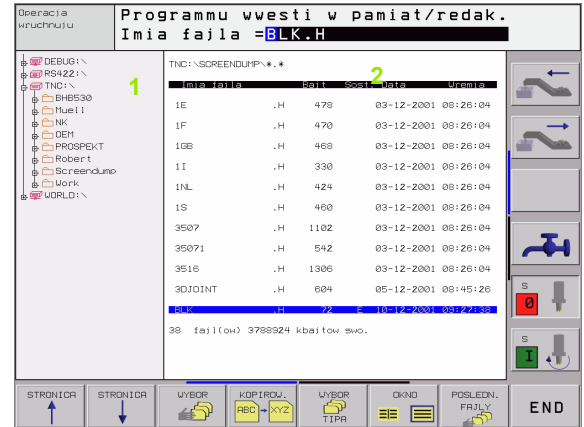 Operacja
wruchnuju
Programmu wwesti w pamiat/redak.
Imia fajla =BLK.H
DEBUG:\
RS422:\
TNC:\
BHB530
Muell
NK
OEM
PROSPEKT
Robert
Screendump
Work
WORLD:\
1
TNC:\SCREENDUMP\*.*
2
Imia fajla Bajt Sost. Data Wremia
1E .H 478 03-12-2001 08:26:04
1F .H 470 03-12-2001 08:26:04
1GB .H 468 03-12-2001 08:26:04
1I .H 330 03-12-2001 08:26:04
1NL .H 424 03-12-2001 08:26:04
1S .H 460 03-12-2001 08:26:04
3507 .H 1102 03-12-2001 08:26:04
35071 .H 542 03-12-2001 08:26:04
3516 .H 1306 03-12-2001 08:26:04
3DJOINT .H 604 05-12-2001 08:45:26
BLK .H 72 E 10-12-2001 09:27:38
38 fajl(ow) 3788924 kbajtow swo.
S
0
S
I
STRONICA
STRONICA
WYBOR
KOPIROW.
ABC
XYZ
WYBOR
TIPA
OKNO
POSLEDN.
FAJLY
END